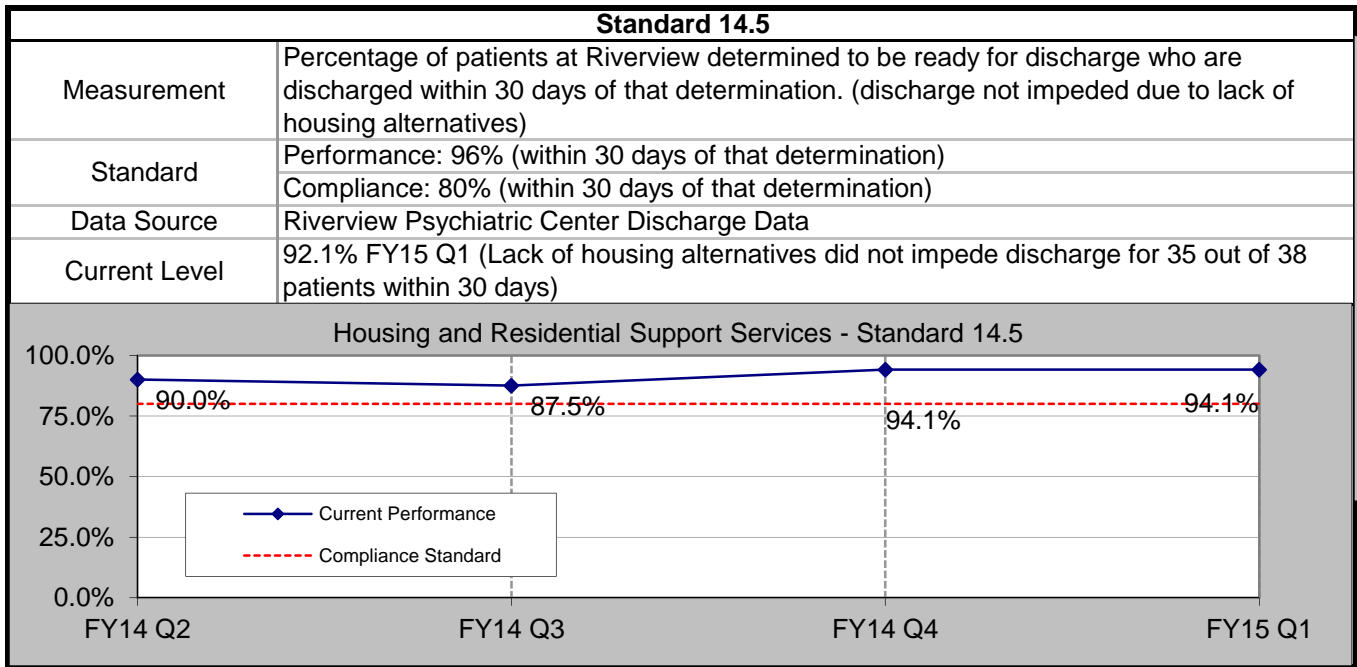 Standard 14.5
Measurement
Percentage of patients at Riverview determined to be ready for discharge who are
discharged within 30 days of that determination. (discharge not impeded due to lack of
housing alternatives)
Standard
Performance: 96% (within 30 days of that determination)
Compliance: 80% (within 30 days of that determination)
Data Source
Riverview Psychiatric Center Discharge Data
Current Level
92.1% FY15 Q1 (Lack of housing alternatives did not impede discharge for 35 out of 38
patients within 30 days)
Housing and Residential Support Services - Standard 14.5
100.0%
75.0%
50.0%
25.0%
0.0%
90.0%
87.5%
94.1%
94.1%
Current Performance
Compliance Standard
FY14 Q2
FY14 Q3
FY14 Q4
FY15 Q1